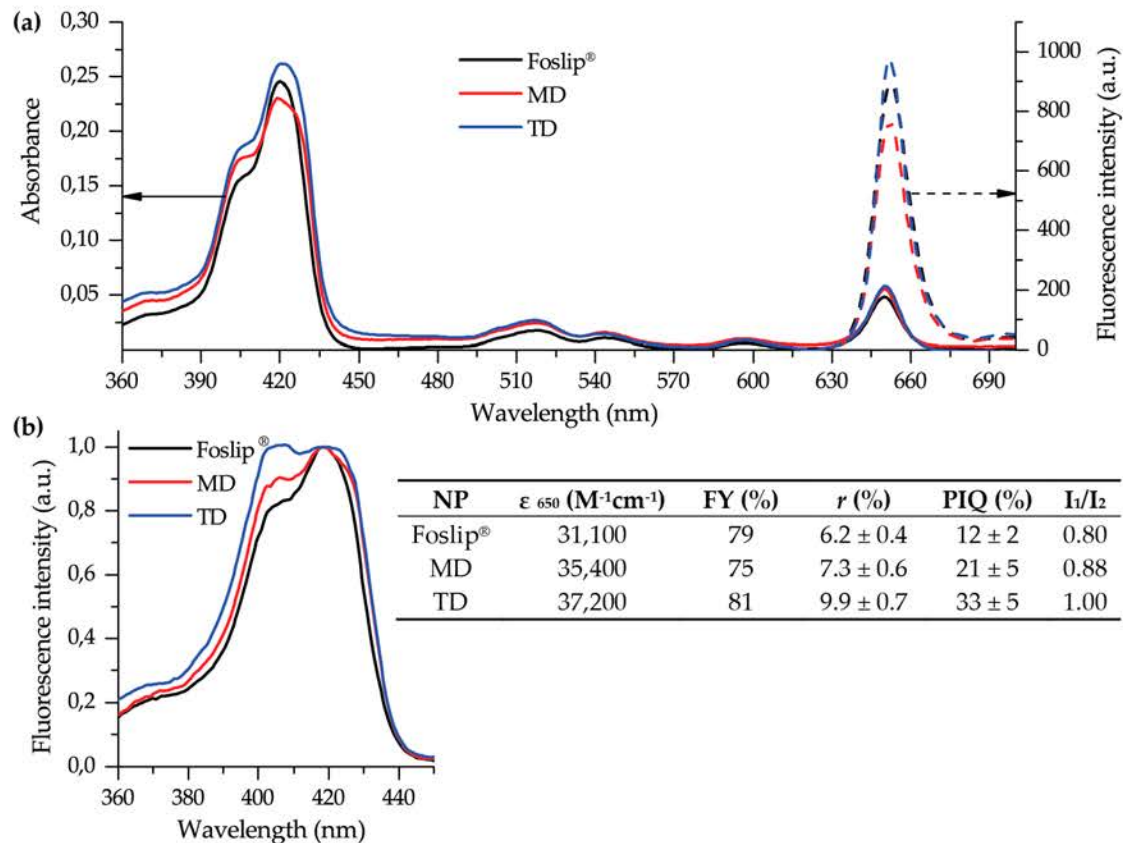 (a)
0,30
0,25
0,20
0,15
0,10
0,05
Absorbance
Foslip®
MD
TD
1000
800
600
400
200
0
Fluorescence intensity (a.u.)
360 390 420 450 480 510 540 570 600 630 660 690
Wavelength (nm)
(b)
1,0
0,8
0,6
0,4
0,2
0,0
Fluorescence intensity (a.u.)
Foslip®
MD
TD
360 380 400 420 440
Wavelength (nm)
NP ε 650 (M-1cm-1) FY (%) r (%) PIQ (%) I1/I2
Foslip® 31,100 79 6.2 ± 0.4 12 ± 2 0.80
MD 35,400 75 7.3 ± 0.6 21 ± 5 0.88
TD 37,200 81 9.9 ± 0.7 33 ± 5 1.00